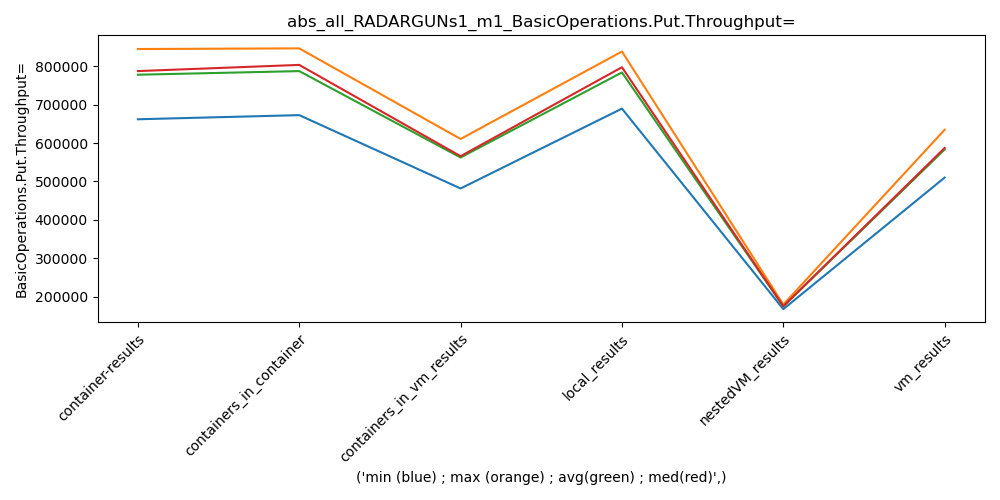 abs_all_RADARGUNs1_m1_BasicOperations.Put.Throughput=
BasicOperations.Put.Throughput=
800000
700000
600000
500000
400000
300000
200000
container-results
containers_in_container
containers_in_vm_results
local_results
nestedVM_results
vm_results
('min (blue) ; max (orange) ; avg(green) ; med(red)',)